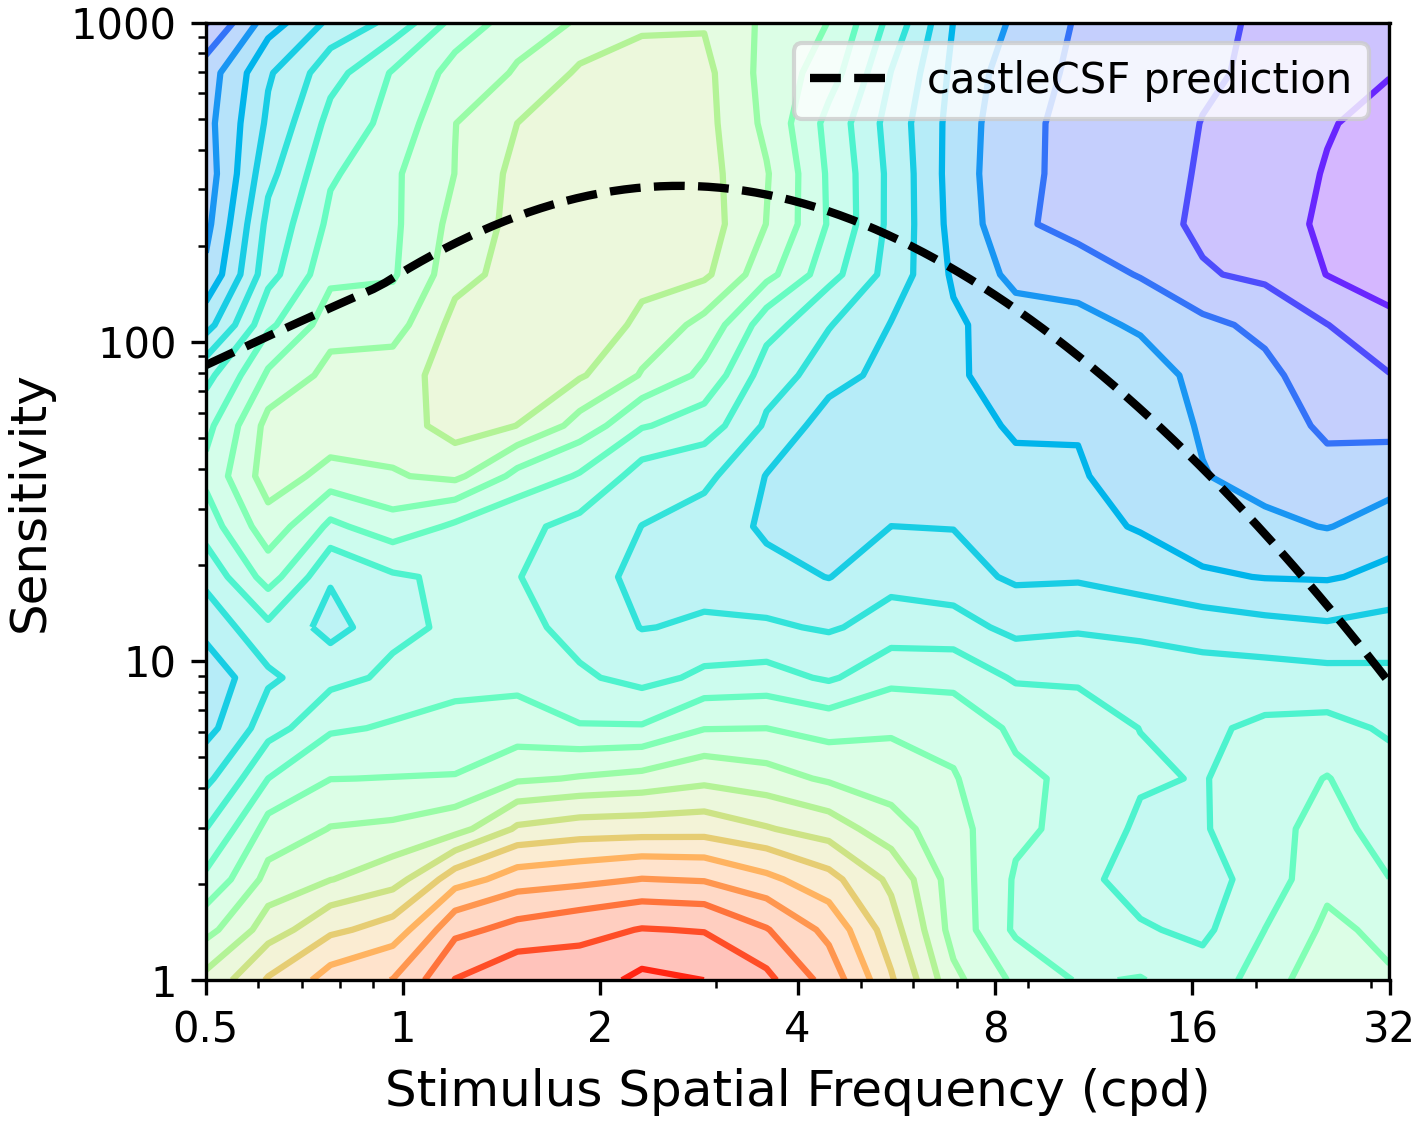 1000
castleCSF prediction
100
10
1
Sensitivity
0.5 1 2 4 8 16 32
Stimulus Spatial Frequency (cpd)